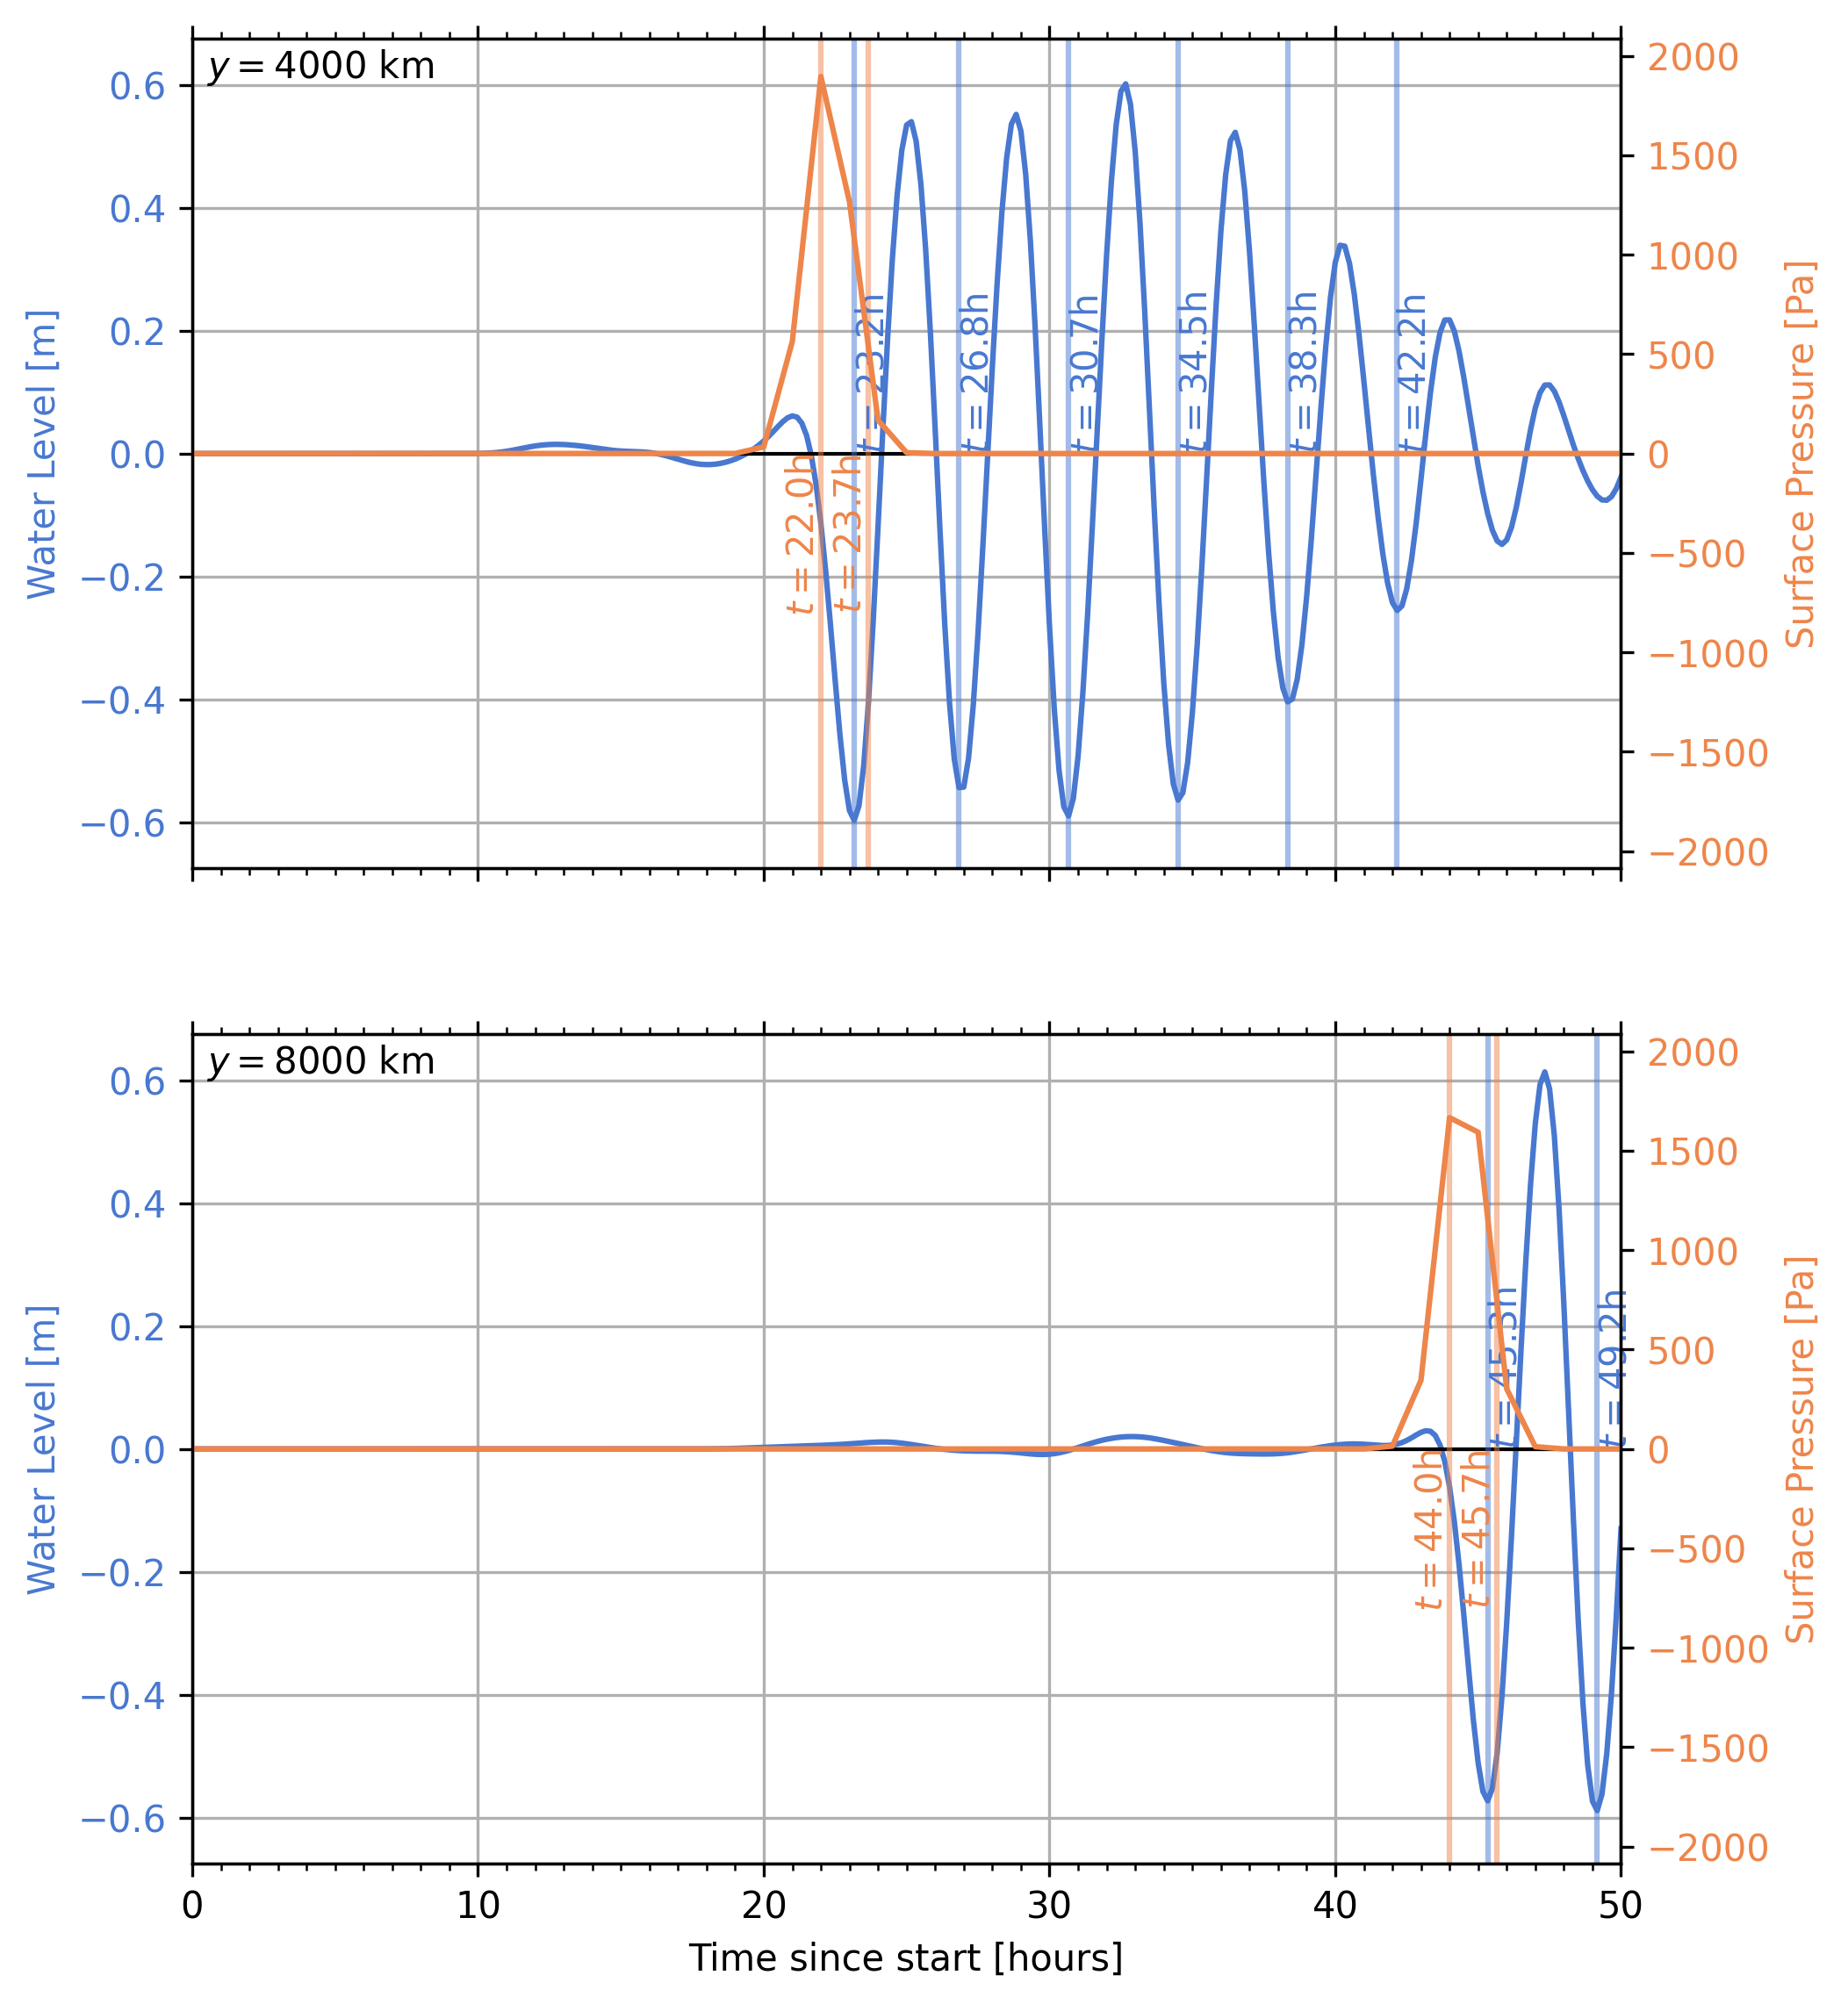 y = 4000 km
Water Level [m]
0.6
0.4
0.2
0.0
−0.2
−0.4
−0.6
t = 22.0h
t = 23.7h
t = 23.2h
t = 26.8h
t = 30.7h
t = 34.5h
t = 38.3h
t = 42.2h
2000
1500
1000
500
0
−500
−1000
−1500
−2000
Surface Pressure [Pa]
y = 8000 km
Water Level [m]
0.6
0.4
0.2
0.0
−0.2
−0.4
−0.6
t = 44.0h
t = 45.7h
t = 45.3h
t = 49.2h
2000
1500
1000
500
0
−500
−1000
−1500
−2000
Surface Pressure [Pa]
0 10 20 30 40 50
Time since start [hours]